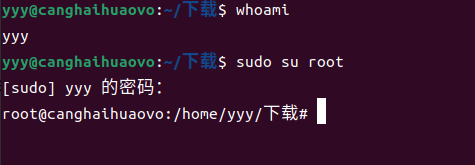 yyy@canghaihuaovo:~/下载$ whoami
yyy
yyy@canghaihuaovo:~/下载$ sudo su root
[sudo] yyy 的密码：
root@canghaihuaovo:/home/yyy/下载#